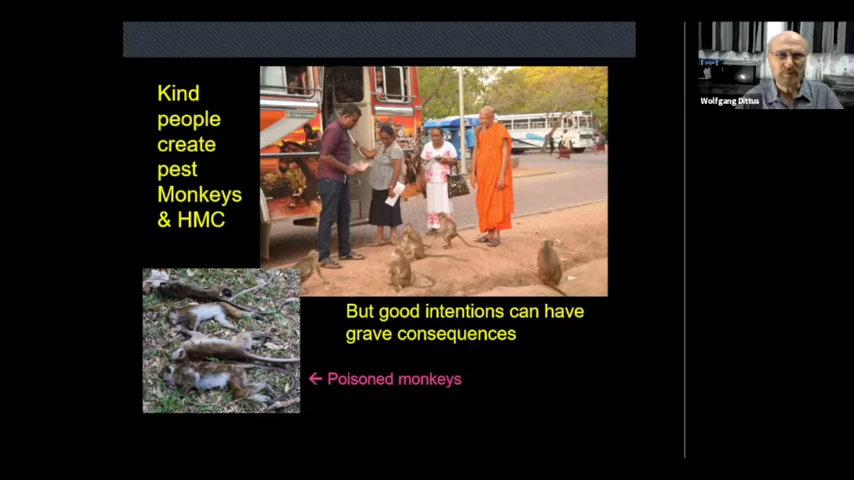 Kind
people
create
pest
Monkeys
& HMC
But good intentions can have
grave consequences
← Poisoned monkeys
Wolfgang Dittus